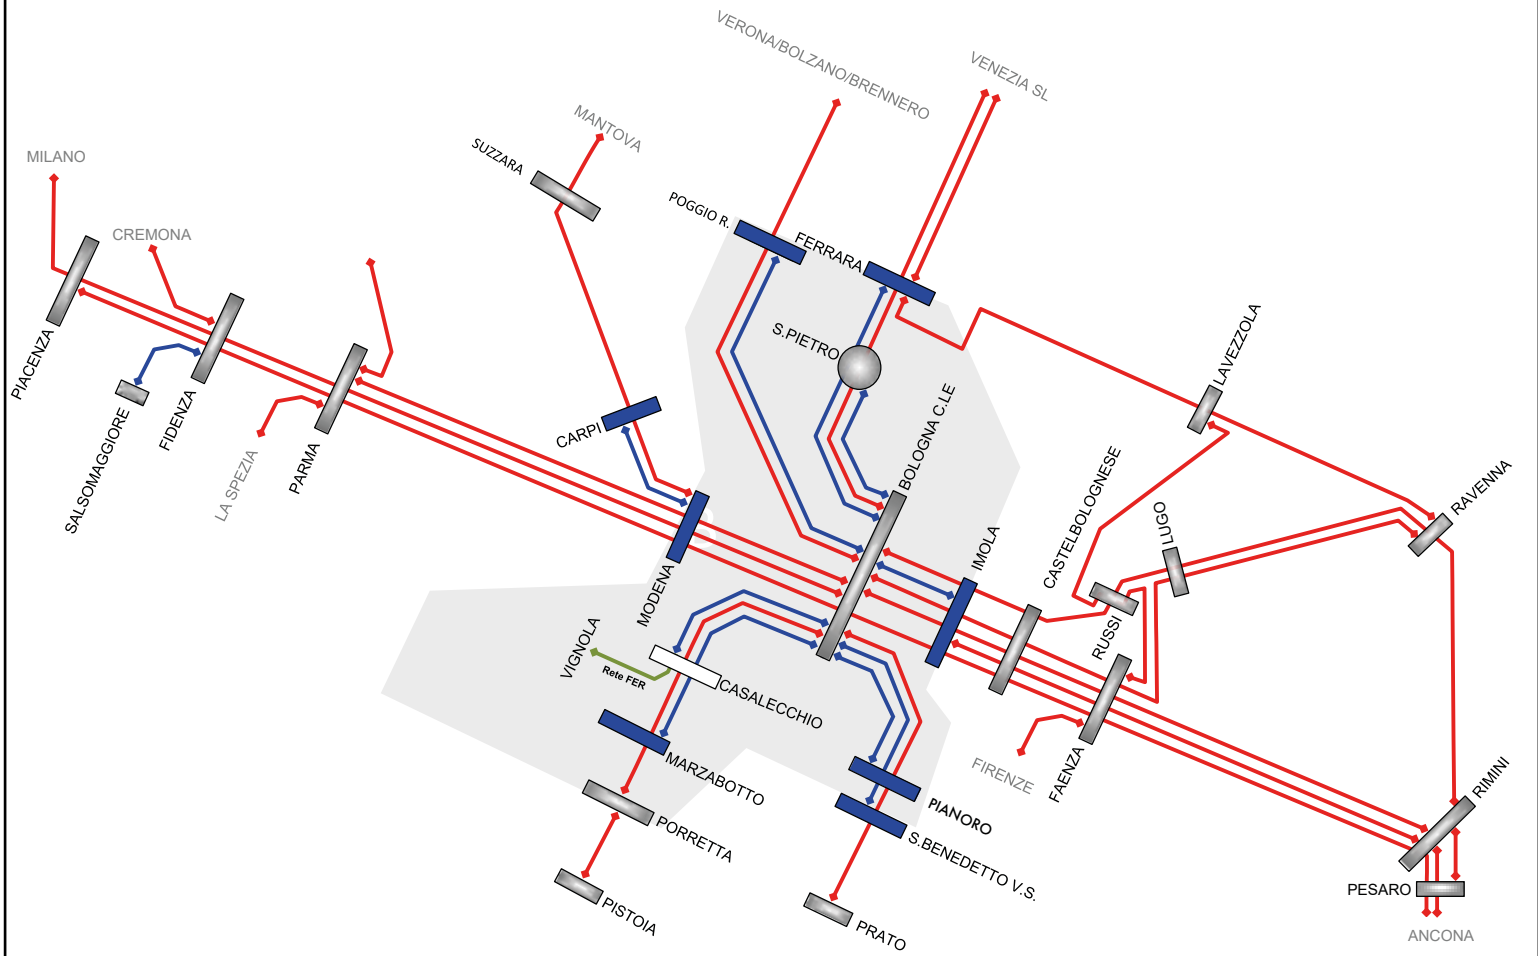 VERONA/BOLZANO/BRENNERO
VENEZIA SL
MANTOVA
SUZZARA
MILANO
CREMONA
POGGIO R.
FERRARA
S.PIETRO
LAVEZZOLA
PIACENZA
SALSOMAGGIORE
FIDENZA
LA SPEZIA
PARMA
CARPI
BOLOGNA C.LE
MODENA
IMOLA
CASTELBOLOGNESE
LUGO
RAVENNA
RUSSI
VIGNOLA
Rete FER
CASALECCHIO
MARZABOTTO
PORRETTA
PISTOIA
PIANORO
S.BENEDETTO V.S.
PRATO
FIRENZE
FAENZA
RIMINI
PESARO
ANCONA